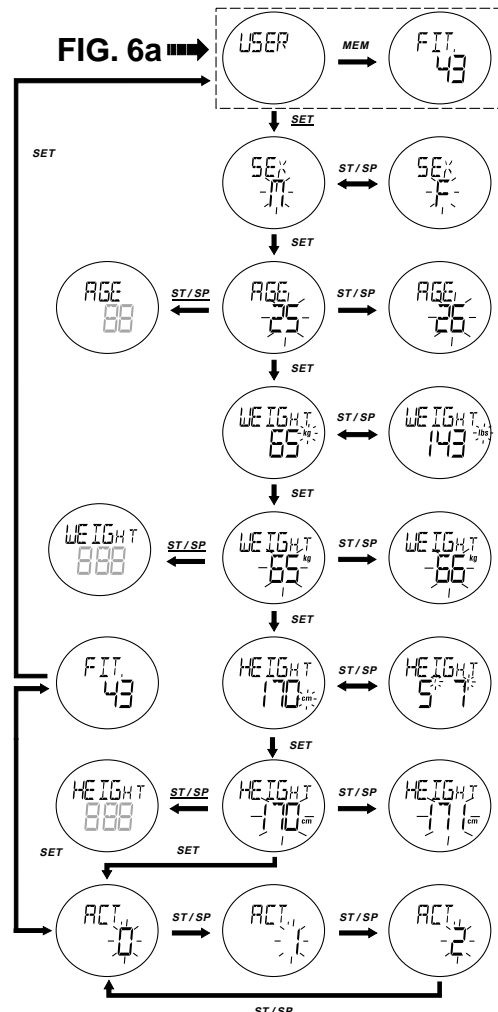 FIG. 6a
USER
MEM
FIT.
43
SET
SET
SEX
M
ST/SP
SEX
F
SET
AGE
88
ST/SP
AGE
25
ST/SP
AGE
26
SET
WEIGHT
65 kg
ST/SP
WEIGHT
143 lbs
SET
WEIGHT
888
ST/SP
WEIGHT
65 kg
ST/SP
WEIGHT
66 kg
SET
FIT.
43
HEIGHT
170 cm
ST/SP
HEIGHT
5' 7"
SET
HEIGHT
888
ST/SP
HEIGHT
170 cm
ST/SP
HEIGHT
171 cm
SET
SET
ACT.
0
ST/SP
ACT.
1
ST/SP
ACT.
2
ST/SP